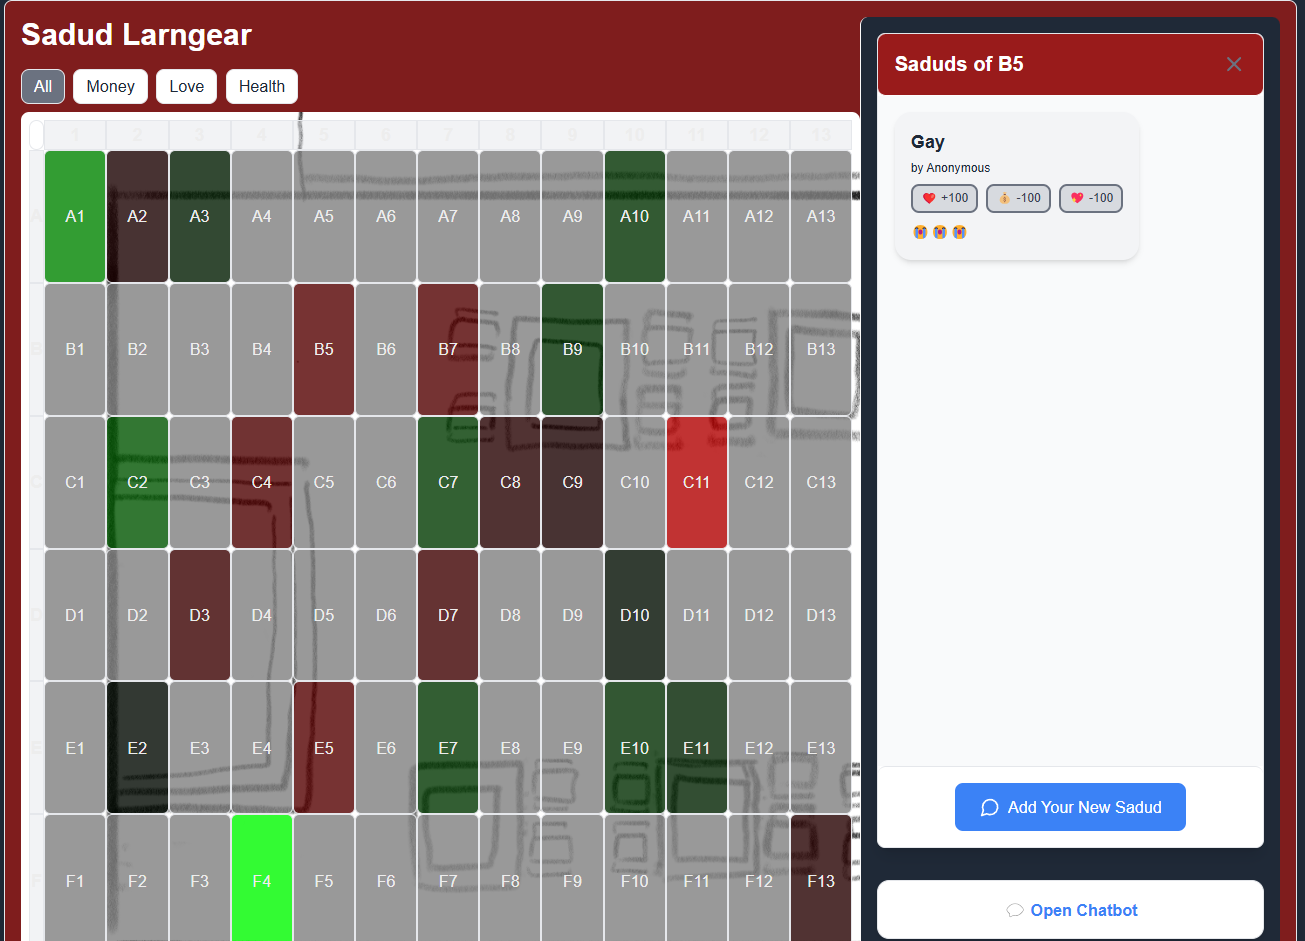 Sadud Larngear
All Money Love Health
1 2 3 4 5 6 7 8 9 10 11 12 13
A A1 A2 A3 A4 A5 A6 A7 A8 A9 A10 A11 A12 A13
B B1 B2 B3 B4 B5 B6 B7 B8 B9 B10 B11 B12 B13
C C1 C2 C3 C4 C5 C6 C7 C8 C9 C10 C11 C12 C13
D D1 D2 D3 D4 D5 D6 D7 D8 D9 D10 D11 D12 D13
E E1 E2 E3 E4 E5 E6 E7 E8 E9 E10 E11 E12 E13
F F1 F2 F3 F4 F5 F6 F7 F8 F9 F10 F11 F12 F13
Saduds of B5
Gay
by Anonymous
❤️ +100 💰 -100 💖 -100
😭 😭 😭
Add Your New Sadud
Open Chatbot